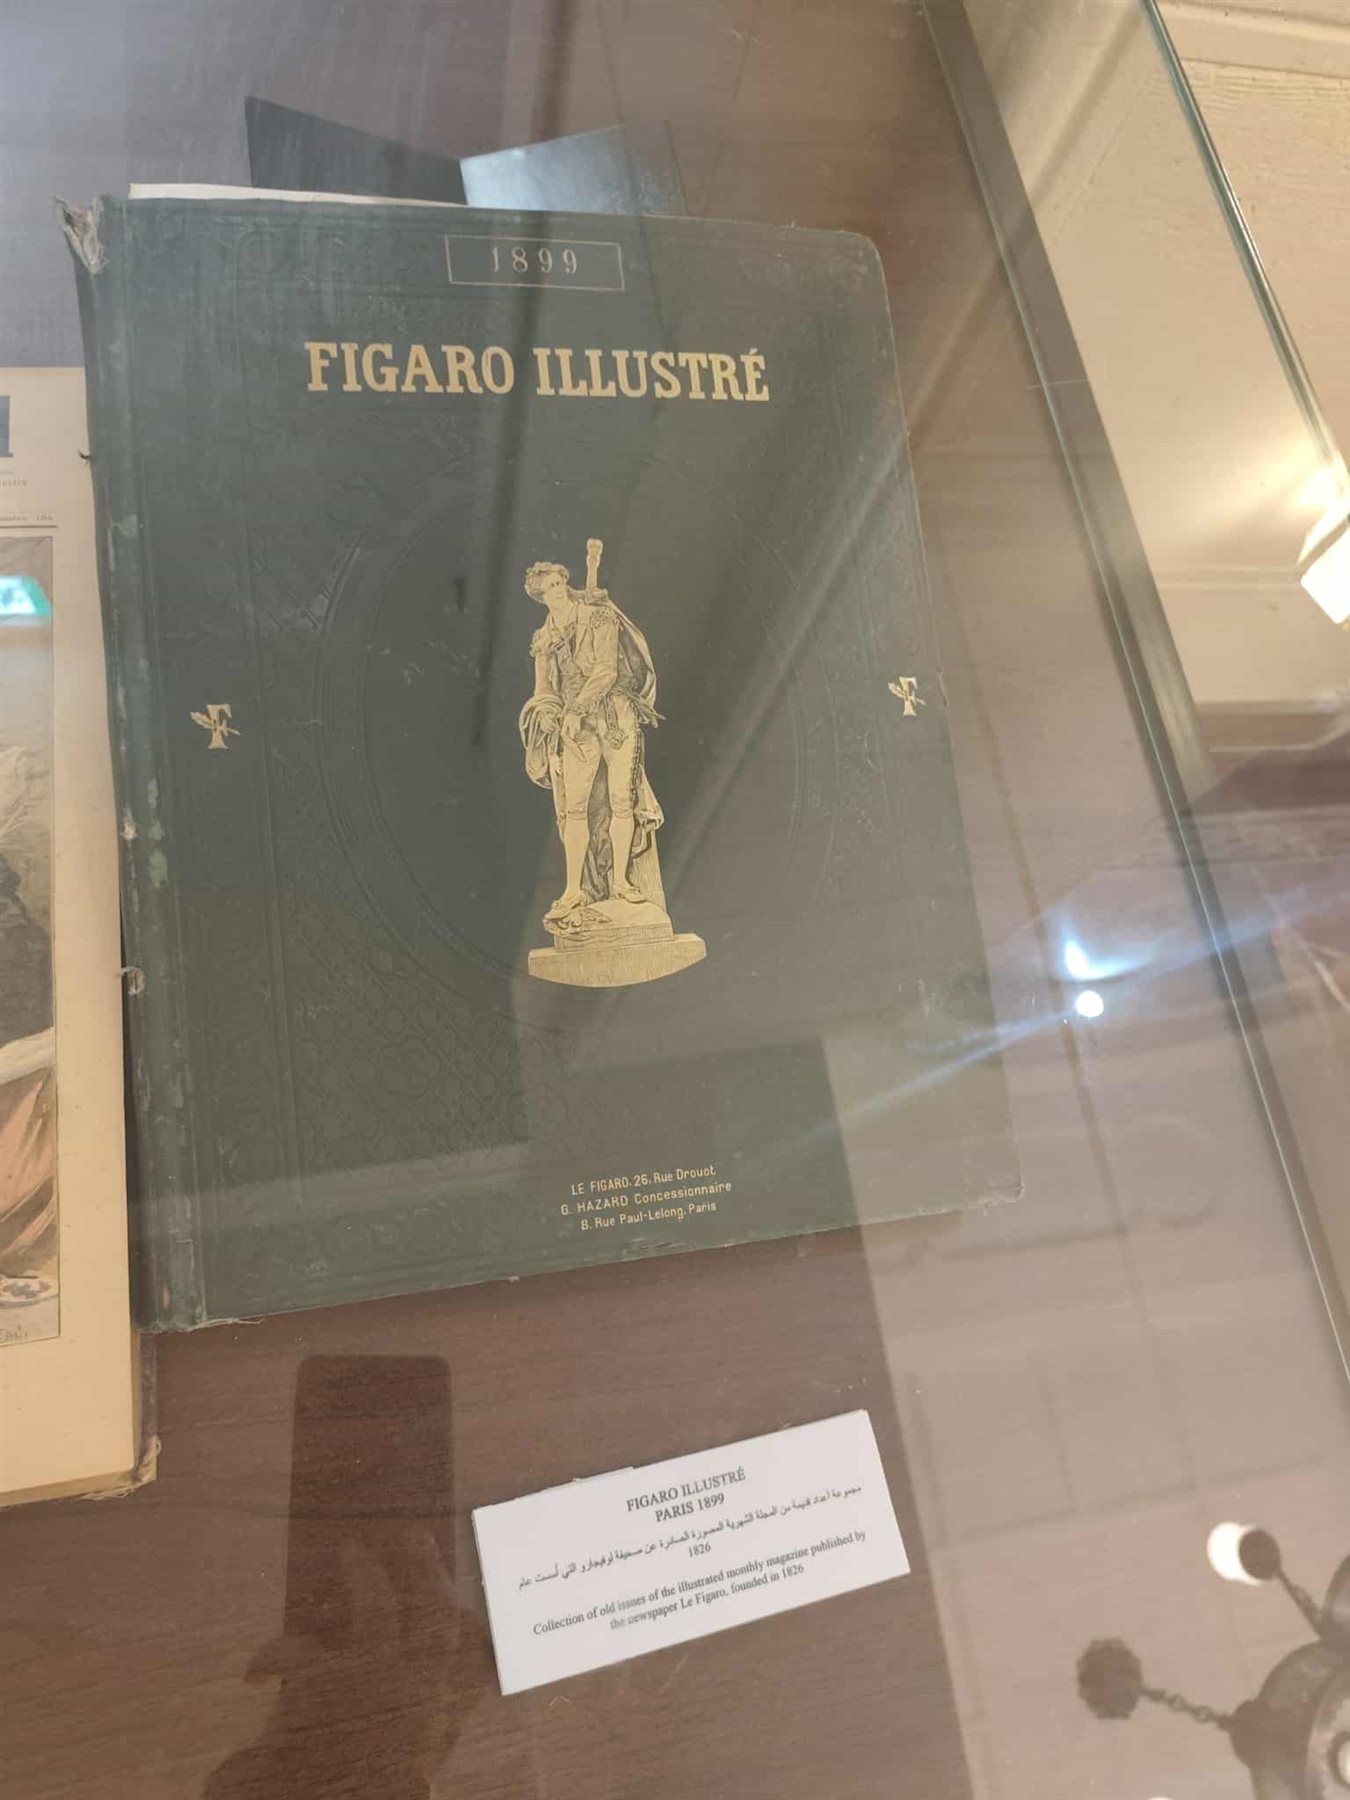 1899
FIGARO ILLUSTRÉ
F
F
LE FIGARO, 26, Rue Drouot
G. HAZARD Concessionnaire
8, Rue Paul-Lelong, Paris
FIGARO ILLUSTRÉ
PARIS 1899
مجموعة أعداد قديمة من المجلة الشهرية المصورة الصادرة عن صحيفة لوفيجارو التي أسست عام
1826
Collection of old issues of the illustrated monthly magazine published by
the newspaper Le Figaro, founded in 1826